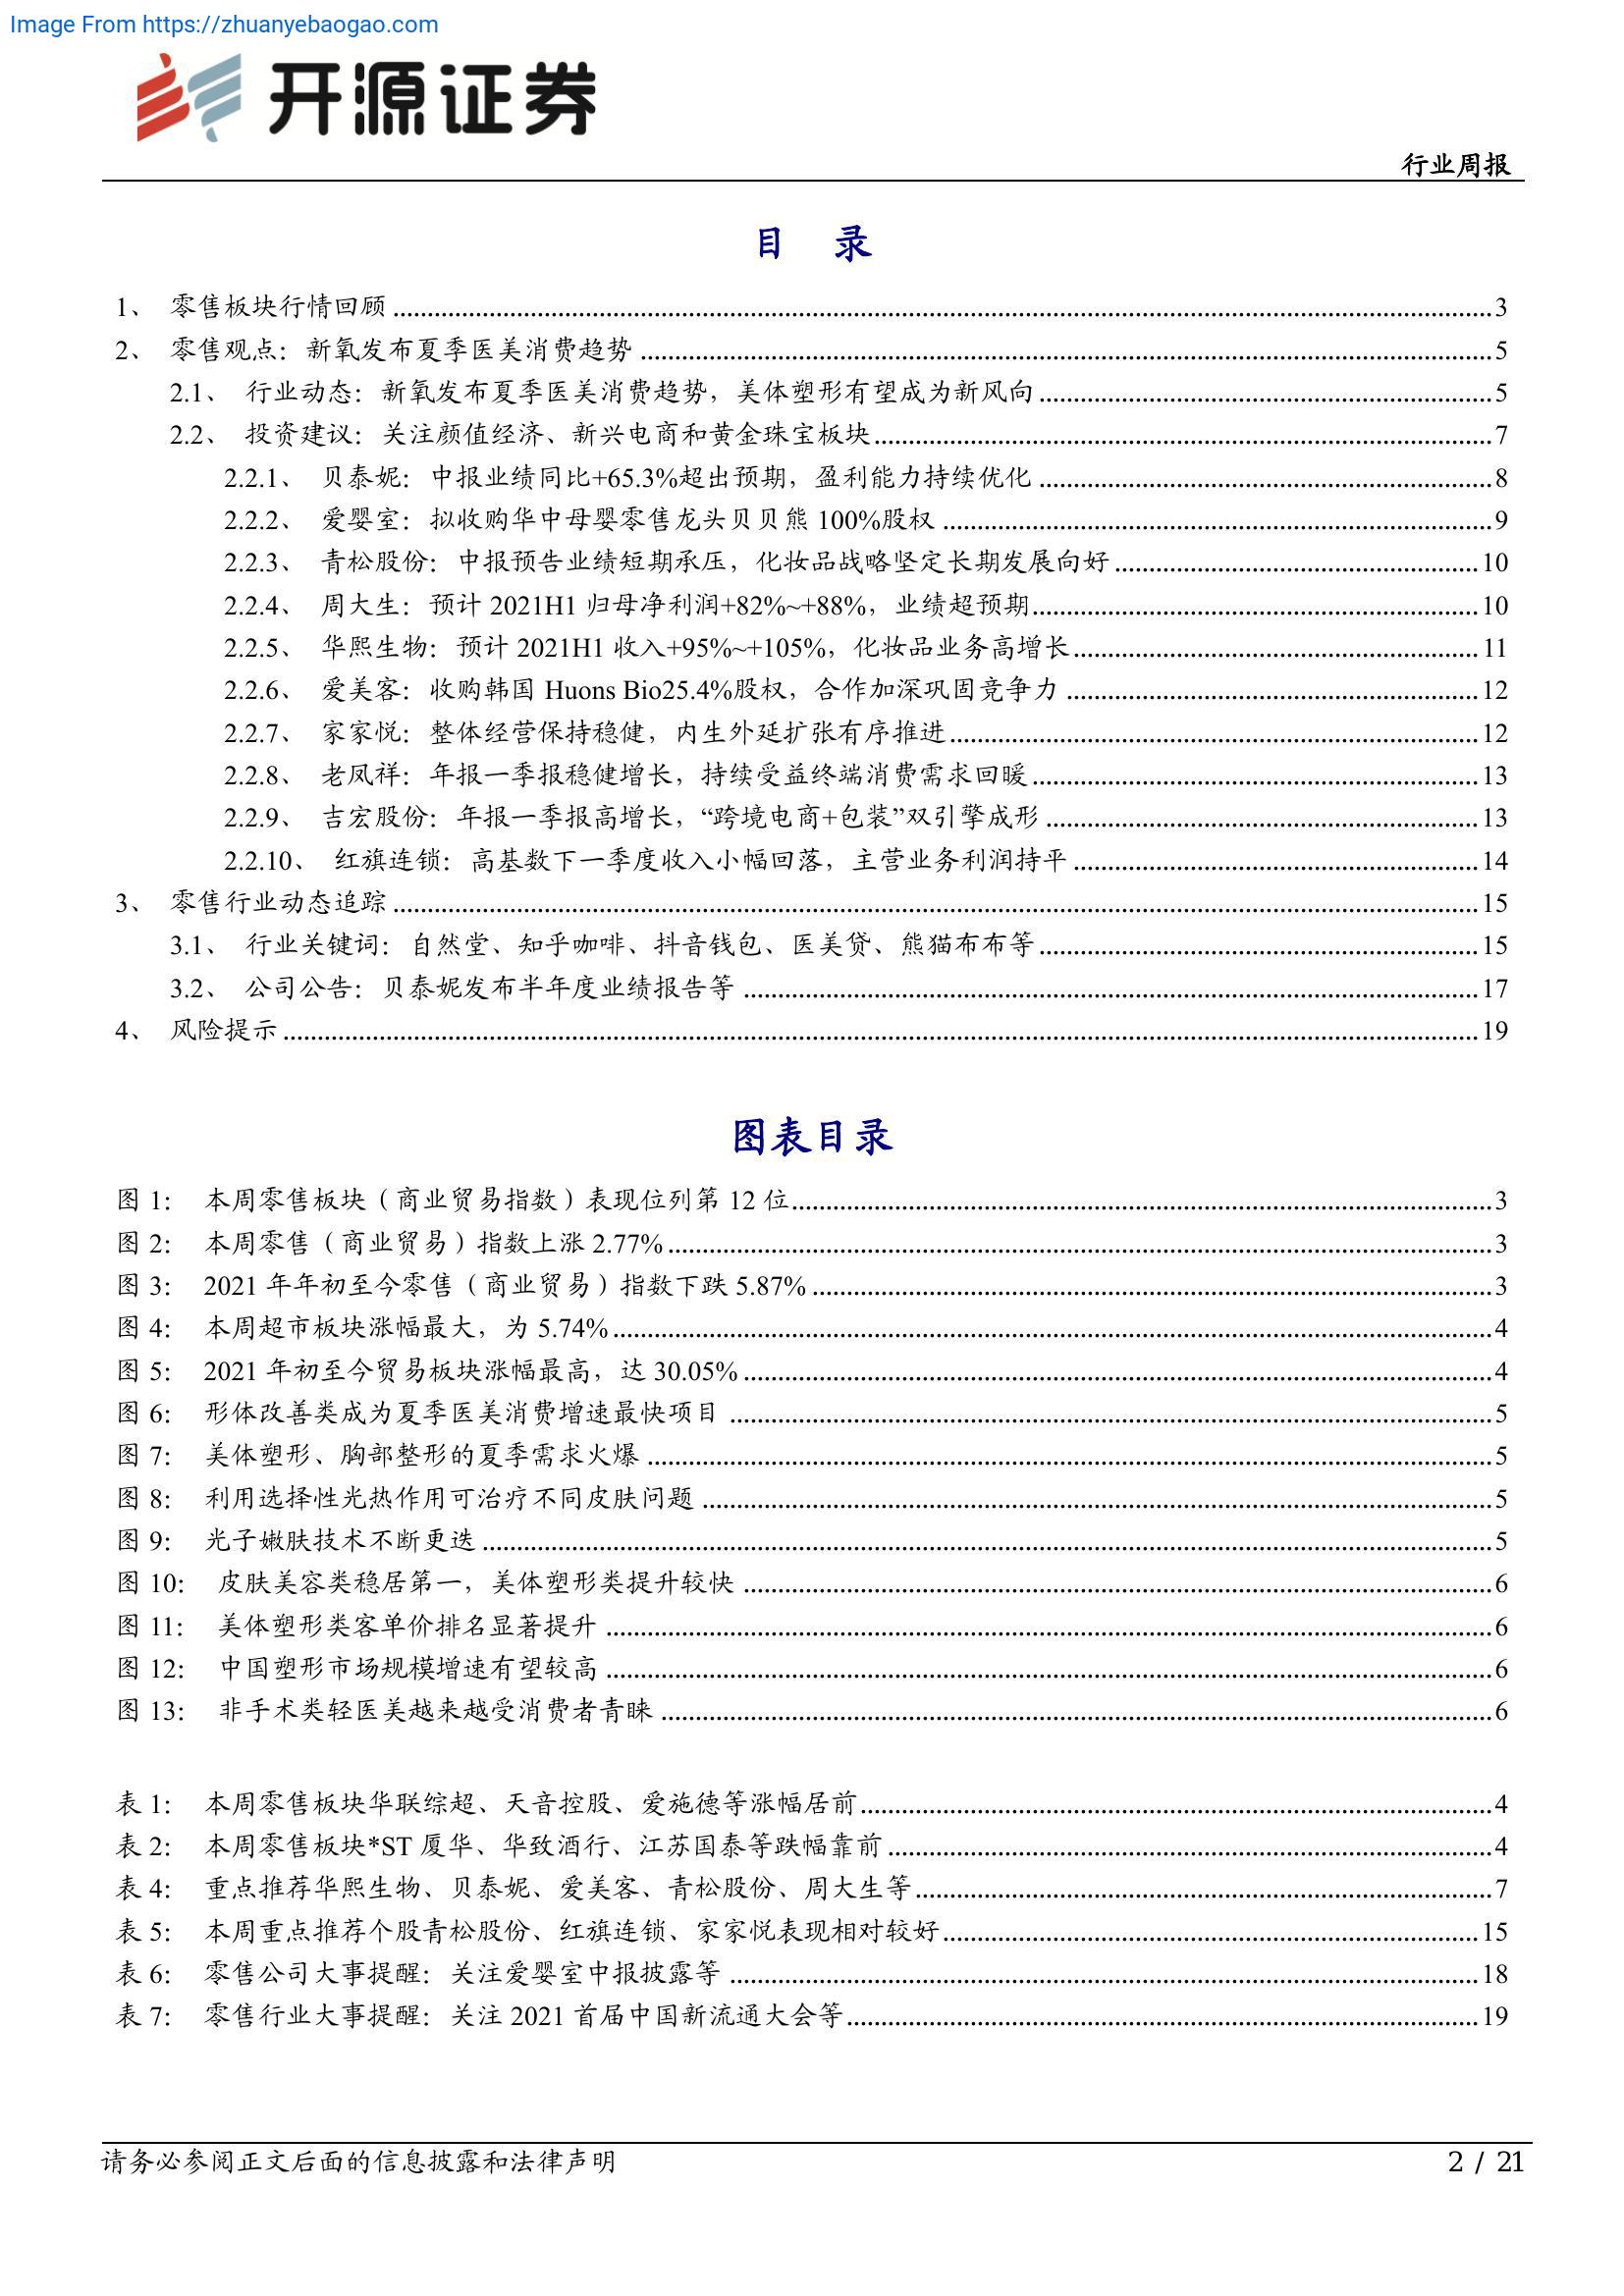 Image From https://zhuanyebaogao.com
开源证券
行业周报
目 录
1、 零售板块行情回顾 3
2、 零售观点：新氧发布夏季医美消费趋势 5
2.1、 行业动态：新氧发布夏季医美消费趋势，美体塑形有望成为新风向 5
2.2、 投资建议：关注颜值经济、新兴电商和黄金珠宝板块 7
2.2.1、 贝泰妮：中报业绩同比+65.3%超出预期，盈利能力持续优化 8
2.2.2、 爱婴室：拟收购华中母婴零售龙头贝贝熊 100%股权 9
2.2.3、 青松股份：中报预告业绩短期承压，化妆品战略坚定长期发展向好 10
2.2.4、 周大生：预计 2021H1 归母净利润+82%~+88%，业绩超预期 10
2.2.5、 华熙生物：预计 2021H1 收入+95%~+105%，化妆品业务高增长 11
2.2.6、 爱美客：收购韩国 Huons Bio25.4%股权，合作加深巩固竞争力 12
2.2.7、 家家悦：整体经营保持稳健，内生外延扩张有序推进 12
2.2.8、 老凤祥：年报一季报稳健增长，持续受益终端消费需求回暖 13
2.2.9、 吉宏股份：年报一季报高增长，“跨境电商+包装”双引擎成形 13
2.2.10、 红旗连锁：高基数下一季度收入小幅回落，主营业务利润持平 14
3、 零售行业动态追踪 15
3.1、 行业关键词：自然堂、知乎咖啡、抖音钱包、医美贷、熊猫布布等 15
3.2、 公司公告：贝泰妮发布半年度业绩报告等 17
4、 风险提示 19
图表目录
图 1： 本周零售板块（商业贸易指数）表现位列第 12 位 3
图 2： 本周零售（商业贸易）指数上涨 2.77% 3
图 3： 2021 年年初至今零售（商业贸易）指数下跌 5.87% 3
图 4： 本周超市板块涨幅最大，为 5.74% 4
图 5： 2021 年初至今贸易板块涨幅最高，达 30.05% 4
图 6： 形体改善类成为夏季医美消费增速最快项目 5
图 7： 美体塑形、胸部整形的夏季需求火爆 5
图 8： 利用选择性光热作用可治疗不同皮肤问题 5
图 9： 光子嫩肤技术不断更迭 5
图 10： 皮肤美容类稳居第一，美体塑形类提升较快 6
图 11： 美体塑形类客单价排名显著提升 6
图 12： 中国塑形市场规模增速有望较高 6
图 13： 非手术类轻医美越来越受消费者青睐 6
表 1： 本周零售板块华联综超、天音控股、爱施德等涨幅居前 4
表 2： 本周零售板块*ST 厦华、华致酒行、江苏国泰等跌幅靠前 4
表 4： 重点推荐华熙生物、贝泰妮、爱美客、青松股份、周大生等 7
表 5： 本周重点推荐个股青松股份、红旗连锁、家家悦表现相对较好 15
表 6： 零售公司大事提醒：关注爱婴室中报披露等 18
表 7： 零售行业大事提醒：关注 2021 首届中国新流通大会等 19
请务必参阅正文后面的信息披露和法律声明
2 / 21